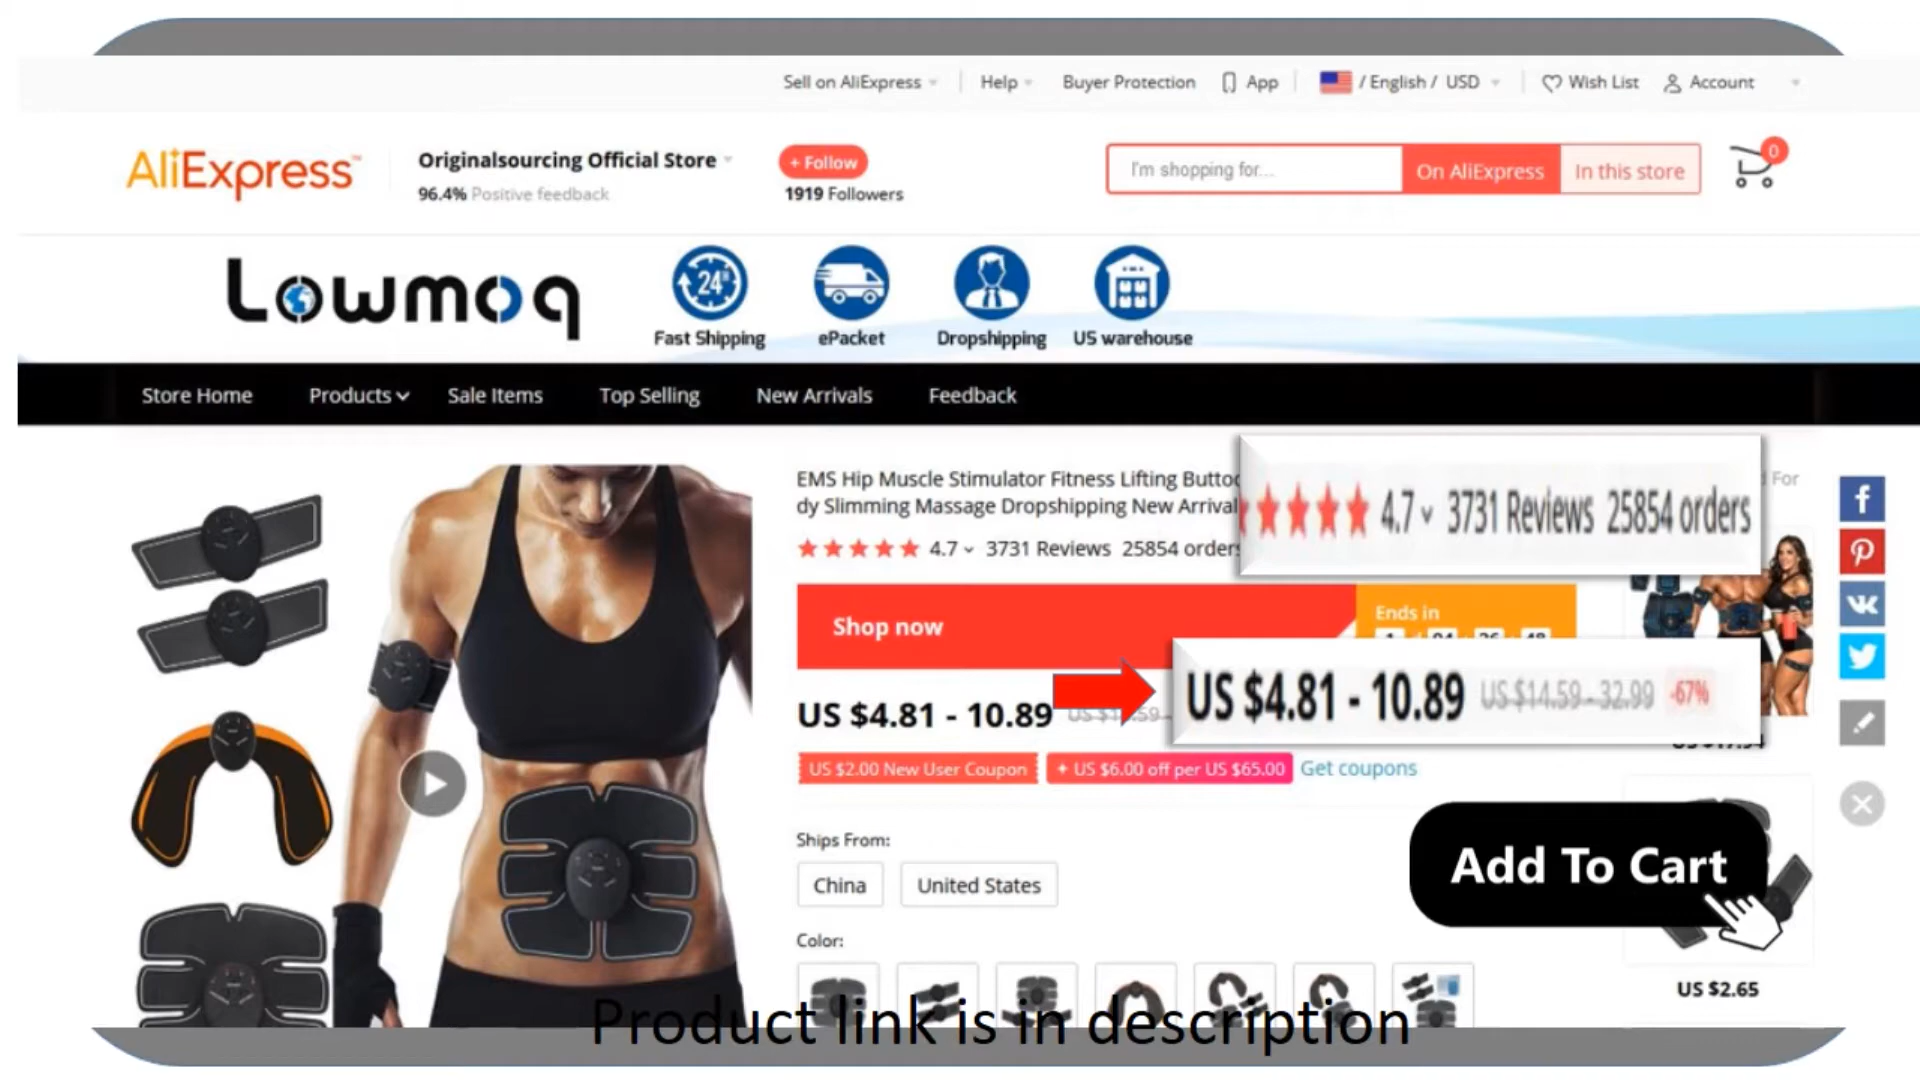 Sell on AliExpress
Help
Buyer Protection
App
/ English / USD
Wish List
Account
AliExpress™
Originalsourcing Official Store
96.4% Positive feedback
+ Follow
1919 Followers
I'm shopping for...
On AliExpress
In this store
0
Lowmoq
24H
Fast Shipping
ePacket
Dropshipping
US warehouse
Store Home
Products
Sale Items
Top Selling
New Arrivals
Feedback
EMS Hip Muscle Stimulator Fitness Lifting
dy Slimming Massage Dropshipping New Arrival
4.7 3731 Reviews 25854 orders
4.7 3731 Reviews 25854 orders
For
Shop now
Ends in
US $4.81 - 10.89
US $4.81 - 10.89 US $14.59 - 32.99 -67%
US $2.00 New User Coupon
+ US $6.00 off per US $65.00
Get coupons
Ships From:
China
United States
Add To Cart
Color:
US $2.65
Product link is in description